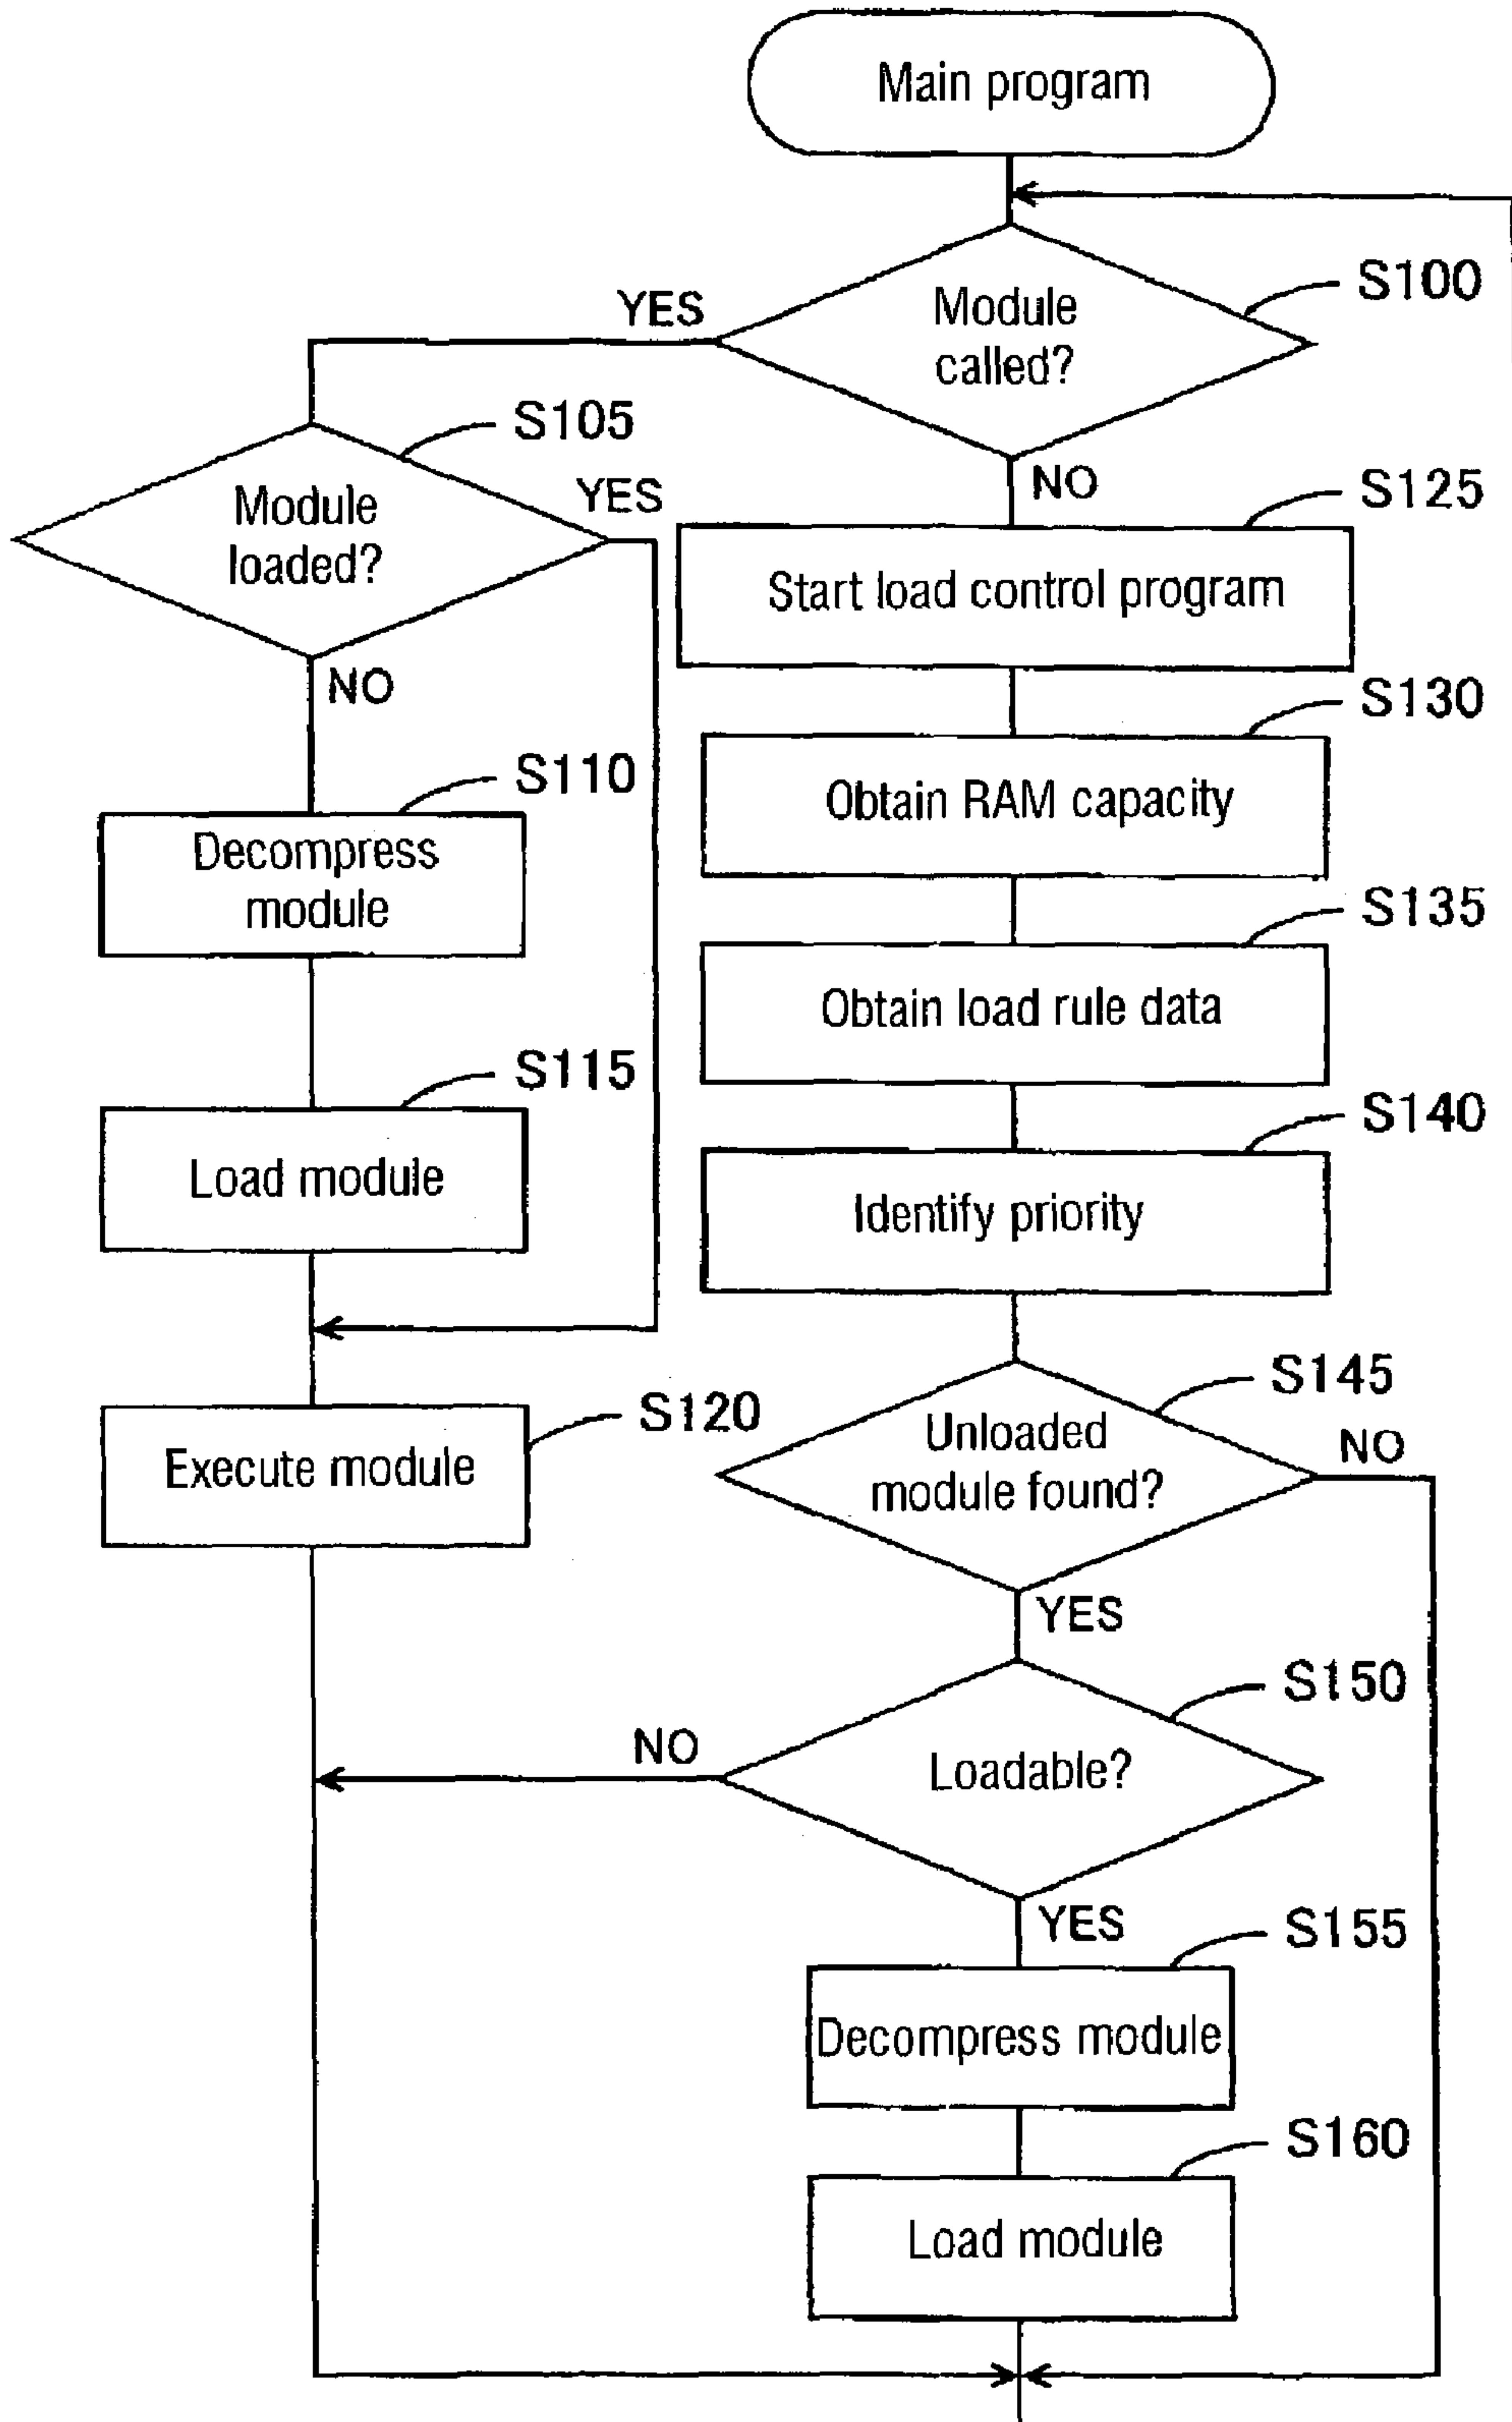 Main program
S100
YES
Module
called?
S105
Module
loaded?
YES
NO
NO
S125
Start load control program
S130
Obtain RAM capacity
S110
Decompress
module
S135
Obtain load rule data
S115
Load module
S140
Identify priority
S120
Execute module
S145
Unloaded
module found?
NO
YES
S150
Loadable?
NO
YES
S155
Decompress module
S160
Load module